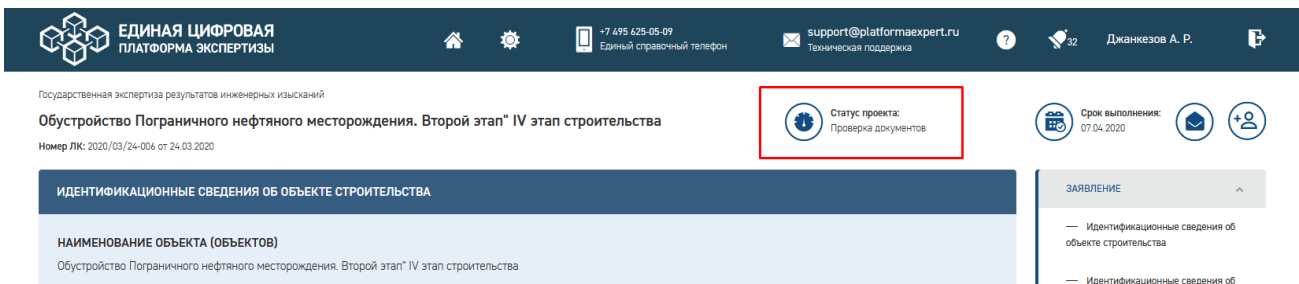 ЕДИНАЯ ЦИФРОВАЯ
ПЛАТФОРМА ЭКСПЕРТИЗЫ
+7 495 625-05-09
Единый справочный телефон
support@platformaexpert.ru
Техническая поддержка
?
32
Джанкезов А. Р.
Государственная экспертиза результатов инженерных изысканий
Обустройство Пограничного нефтяного месторождения. Второй этап" IV этап строительства
Номер ЛК: 2020/03/24-006 от 24.03.2020
Статус проекта:
Проверка документов
Срок выполнения:
07.04.2020
ИДЕНТИФИКАЦИОННЫЕ СВЕДЕНИЯ ОБ ОБЪЕКТЕ СТРОИТЕЛЬСТВА
НАИМЕНОВАНИЕ ОБЪЕКТА (ОБЪЕКТОВ)
Обустройство Пограничного нефтяного месторождения. Второй этап" IV этап строительства
ЗАЯВЛЕНИЕ
— Идентификационные сведения об
объекте строительства
— Идентификационные сведения об